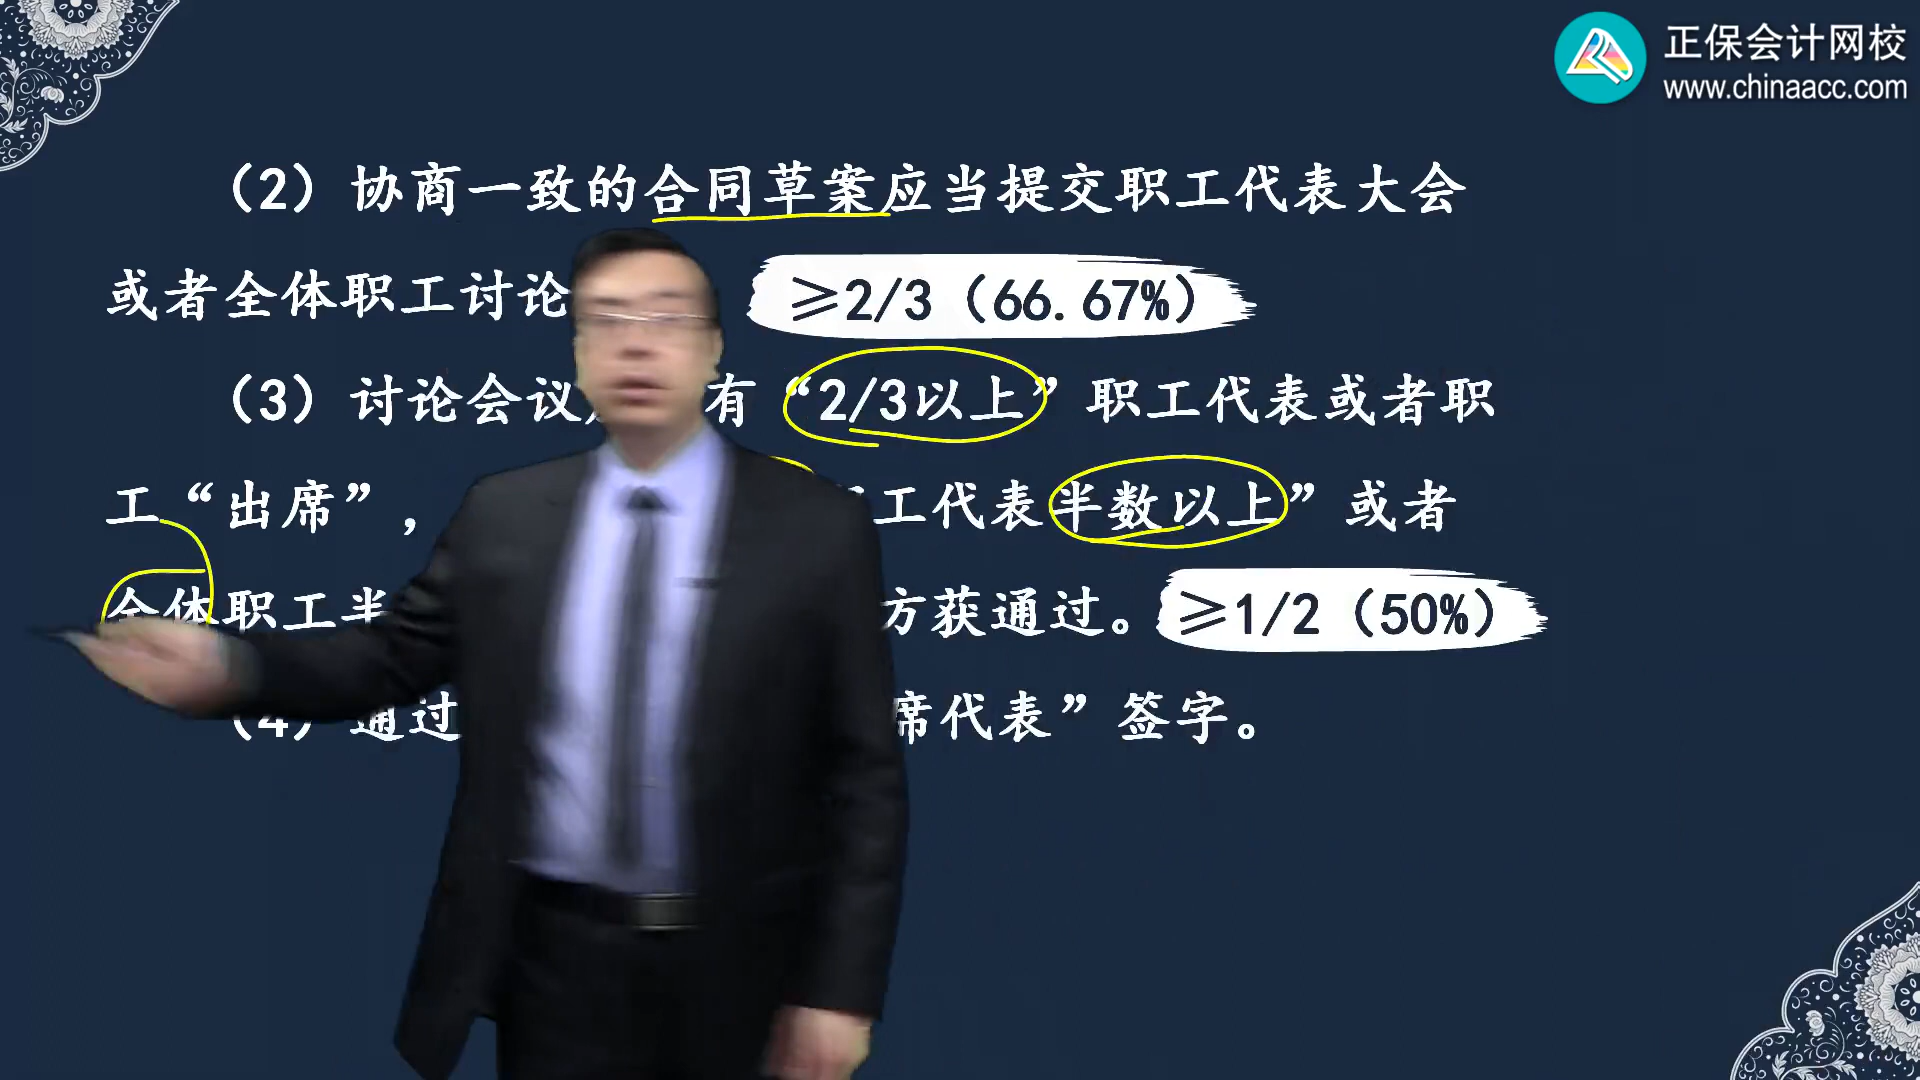 正保会计网校
www.chinaacc.com
（2）协商一致的合同草案应当提交职工代表大会
或者全体职工讨论
≥2/3（66.67%）
（3）讨论会议 有“2/3以上”职工代表或者职
工“出席”， 工代表半数以上”或者
全体职工半 方获通过。
≥1/2（50%）
（4）通过 席代表”签字。